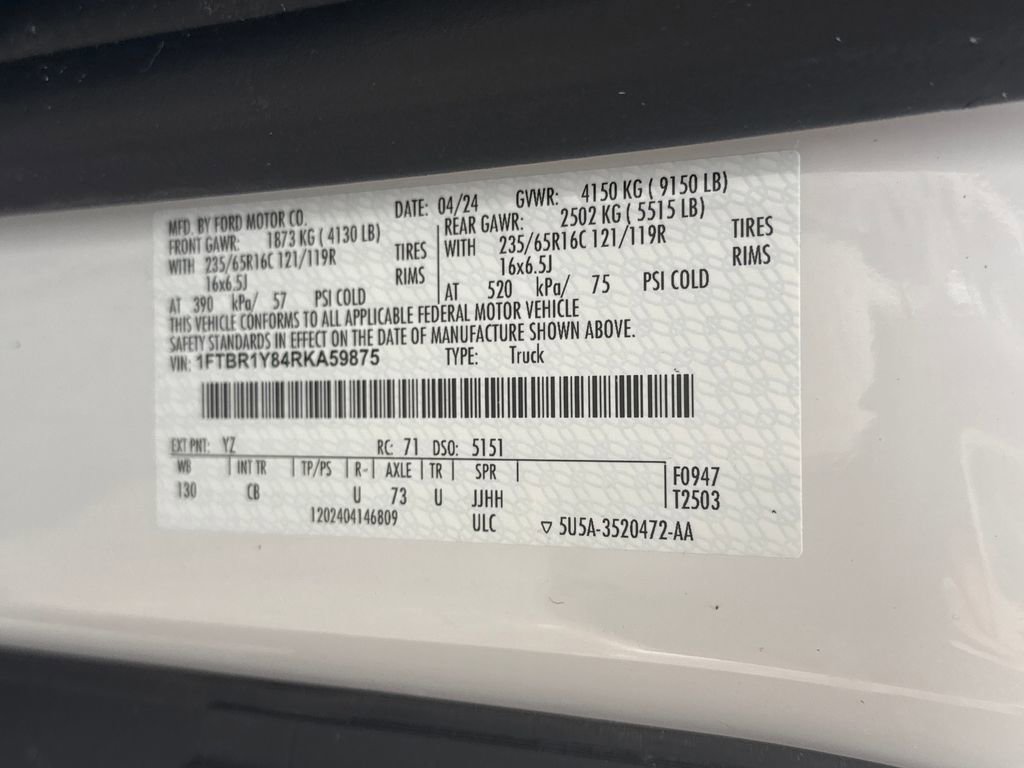 MFD. BY FORD MOTOR CO. DATE: 04/24 GVWR: 4150 KG ( 9150 LB)
FRONT GAWR: 1873 KG ( 4130 LB) REAR GAWR: 2502 KG ( 5515 LB)
WITH 235/65R16C 121/119R TIRES WITH 235/65R16C 121/119R TIRES
16x6.5J RIMS 16x6.5J RIMS
AT 390 kPa/ 57 PSI COLD AT 520 kPa/ 75 PSI COLD
THIS VEHICLE CONFORMS TO ALL APPLICABLE FEDERAL MOTOR VEHICLE
SAFETY STANDARDS IN EFFECT ON THE DATE OF MANUFACTURE SHOWN ABOVE.
VIN: 1FTBR1Y84RKA59875 TYPE: Truck
EXT PNT: YZ RC: 71 DSO: 5151
WB INT TR TP/PS R- AXLE TR SPR F0947
130 CB U 73 U JJHH T2503
1202404146809 ULC ▽ 5U5A-3520472-AA